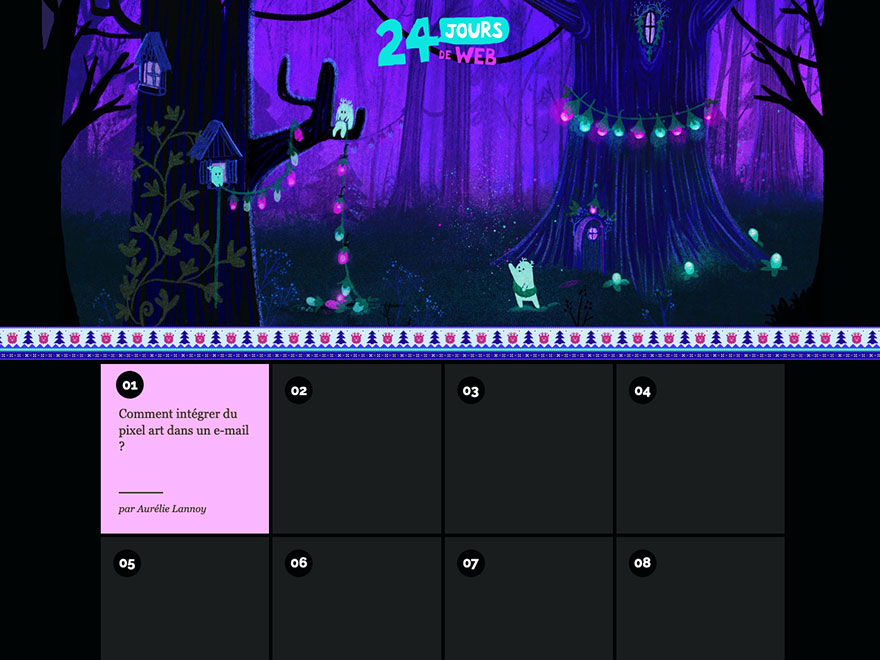 24 JOURS
DE WEB
01
Comment intégrer du
pixel art dans un e-mail
?
par Aurélie Lannoy
02
03
04
05
06
07
08